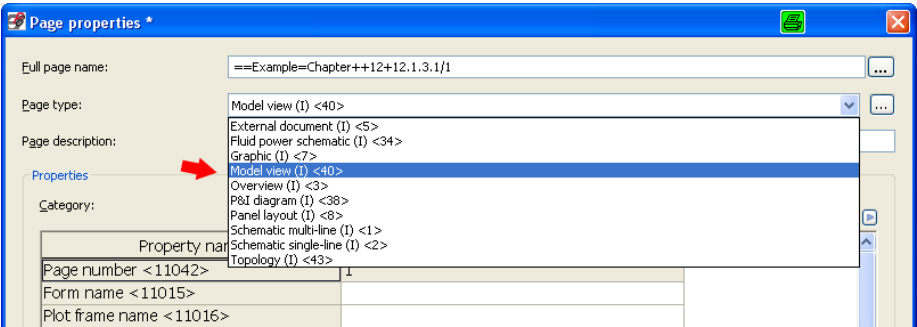 Page properties *
Full page name: ==Example=Chapter++12+12.1.3.1/1 ...
Page type: Model view (I) <40> ...
Page description:
External document (I) <5>
Fluid power schematic (I) <34>
Graphic (I) <7>
Model view (I) <40>
Overview (I) <3>
P&I diagram (I) <38>
Panel layout (I) <8>
Schematic multi-line (I) <1>
Schematic single-line (I) <2>
Topology (I) <43>
Properties
Category:
Property nar
Page number <11042> 1
Form name <11015>
Plot frame name <11016>